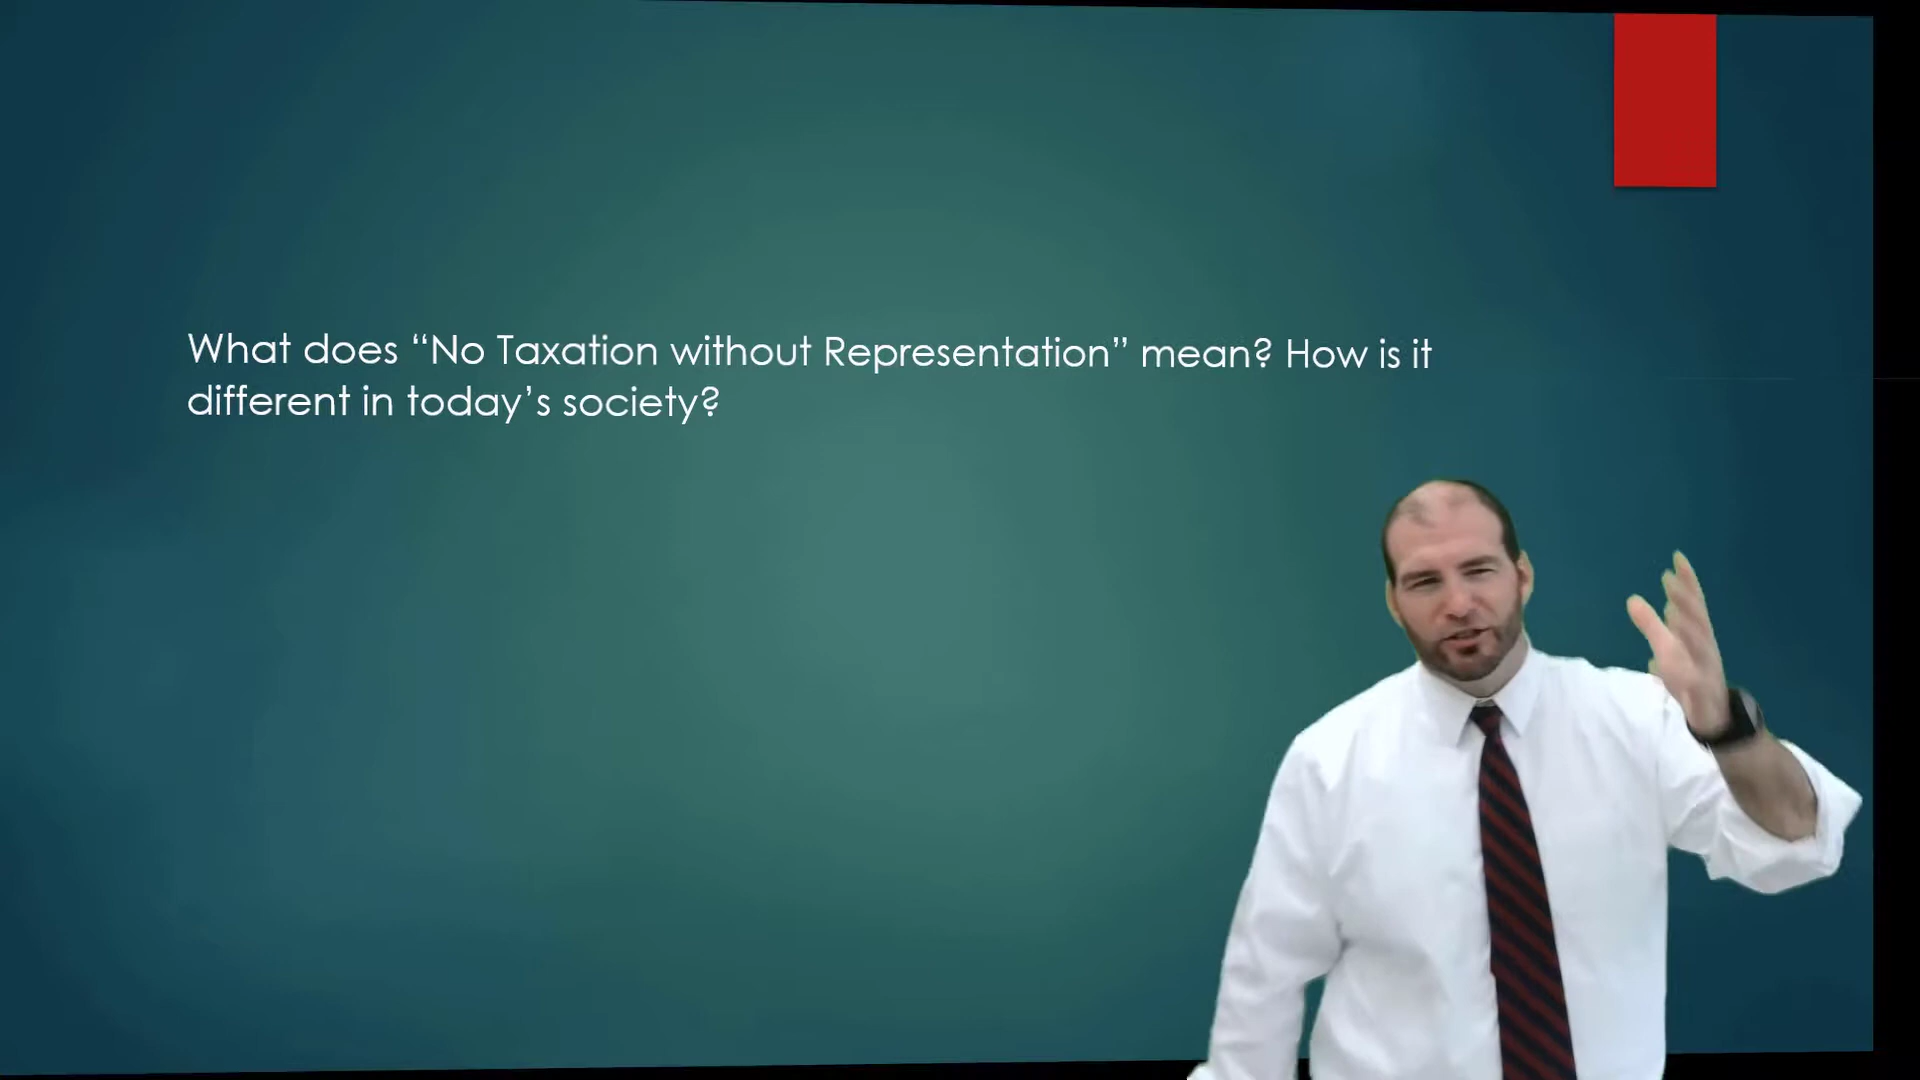 What does “No Taxation without Representation” mean? How is it
different in today’s society?